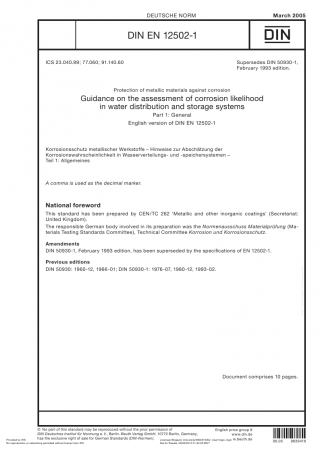 DEUTSCHE NORM
March 2005
DIN EN 12502-1
DIN
ICS 23.040.99; 77.060; 91.140.60
Supersedes DIN 50930-1,
February 1993 edition.
Protection of metallic materials against corrosion
Guidance on the assessment of corrosion likelihood
in water distribution and storage systems
Part 1: General
English version of DIN EN 12502-1
Korrosionsschutz metallischer Werkstoffe – Hinweise zur Abschätzung der
Korrosionswahrscheinlichkeit in Wasserverteilungs- und -speichersystemen –
Teil 1: Allgemeines
A comma is used as the decimal marker.
National foreword
This standard has been prepared by CEN/TC 262 'Metallic and other inorganic coatings' (Secretariat:
United Kingdom).
The responsible German body involved in its preparation was the Normenausschuss Materialprüfung (Ma-
terials Testing Standards Committee), Technical Committee Korrosion und Korrosionsschutz.
Amendments
DIN 50930-1, February 1993 edition, has been superseded by the specifications of EN 12502-1.
Previous editions
DIN 50930: 1960-12, 1966-01; DIN 50930-1: 1976-07, 1980-12, 1993-02.
Document comprises 10 pages.
© No part of this standard may be reproduced without the prior permission of
DIN Deutsches Institut für Normung e. V., Berlin. Beuth Verlag GmbH, 10772 Berlin, Germany,
has the exclusive right of sale for German Standards (DIN-Normen).
English price group 8
www.din.de
www.beuth.de